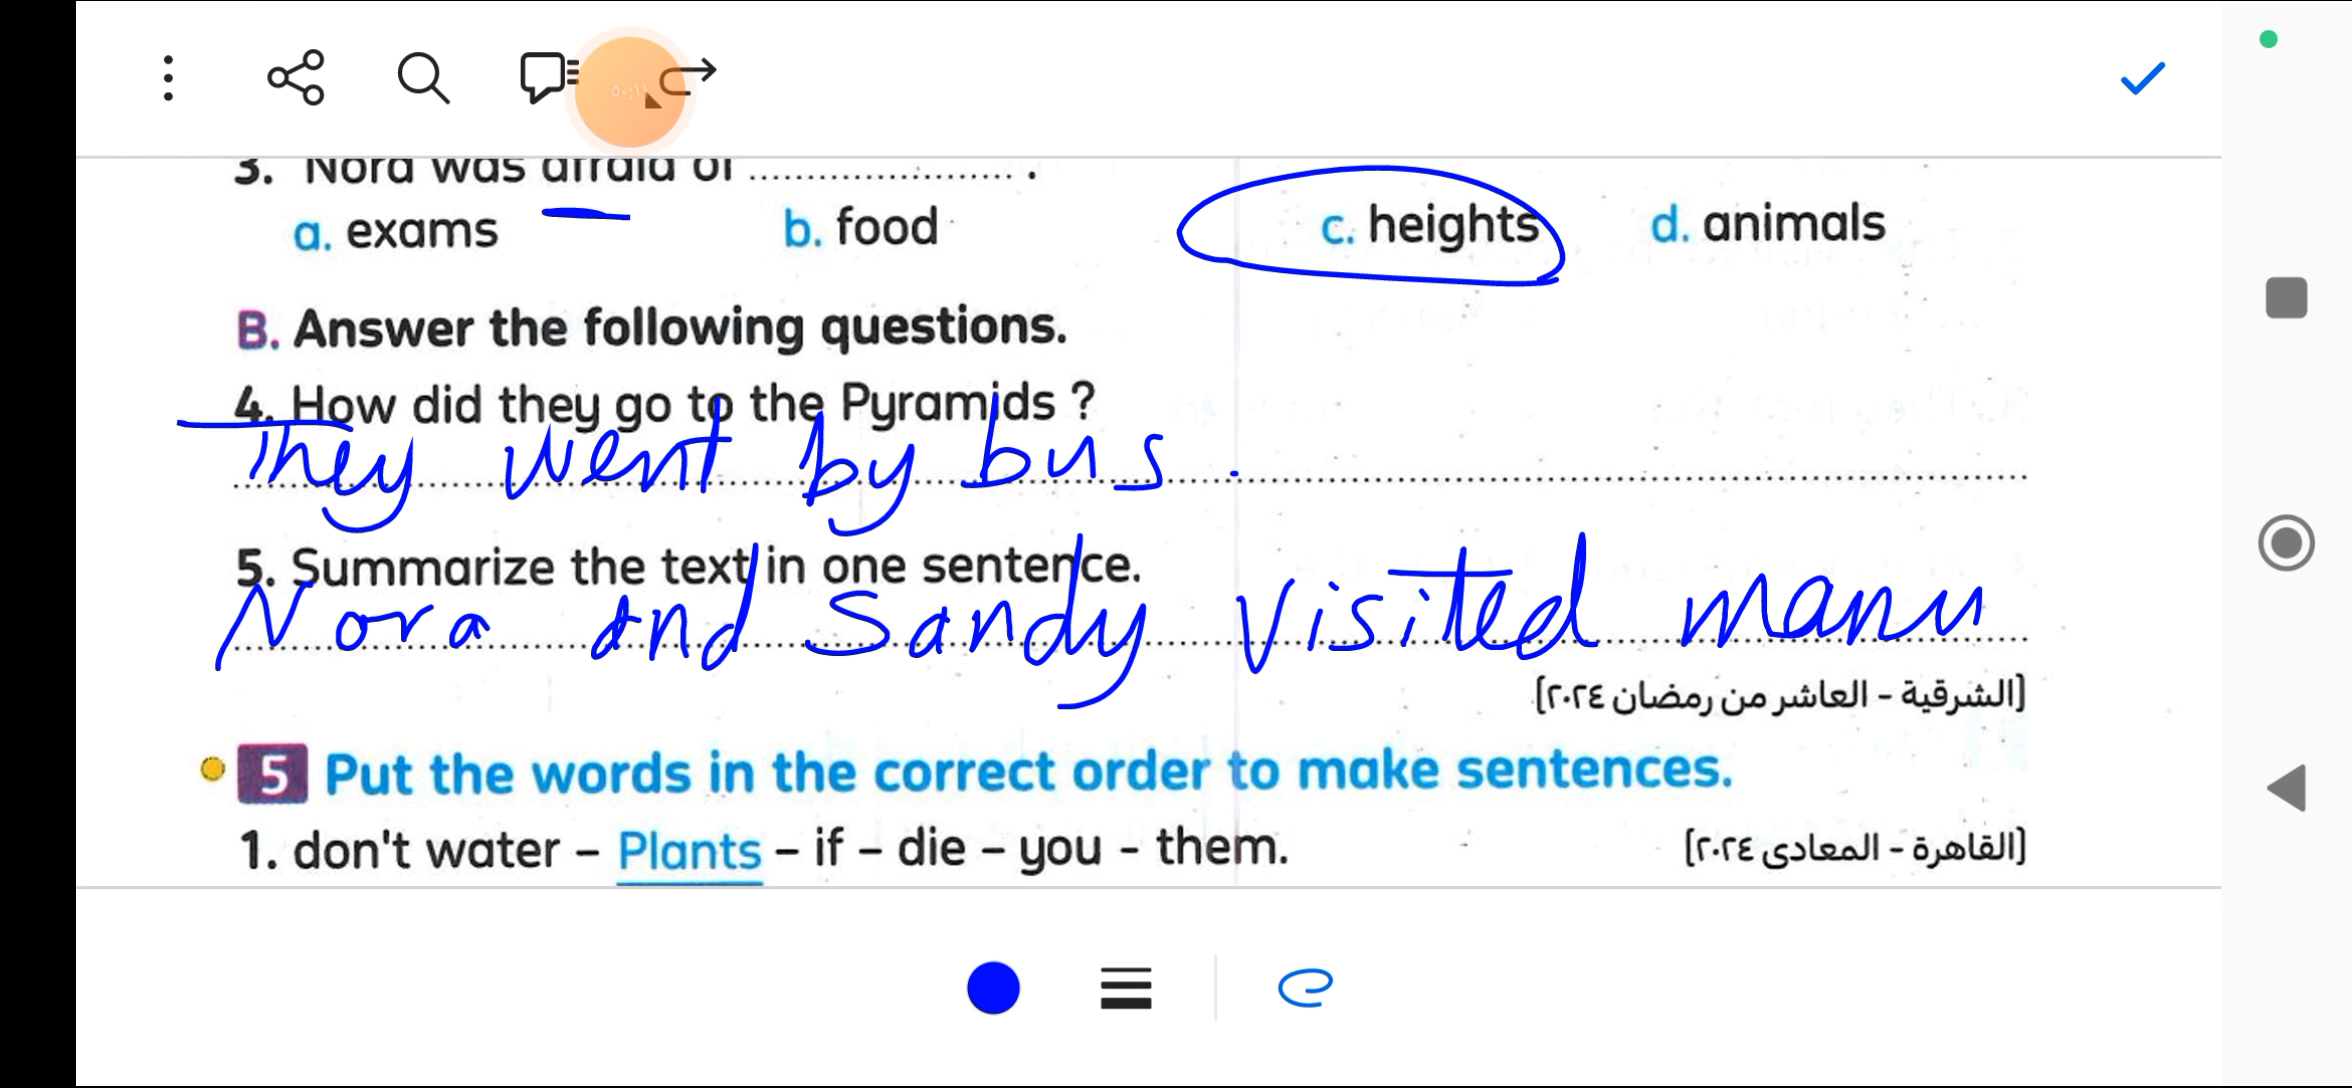 ٥٠:١١
3. Nora was afraid of ........................ .
a. exams b. food c. heights d. animals
B. Answer the following questions.
4. How did they go to the Pyramids ?
They went by bus.
5. Summarize the text in one sentence.
Nora and Sandy visited many
[الشرقية - العاشر من رمضان ٢٠٢٤]
5 Put the words in the correct order to make sentences.
1. don't water – Plants – if – die – you - them. [القاهرة - المعادى ٢٠٢٤]